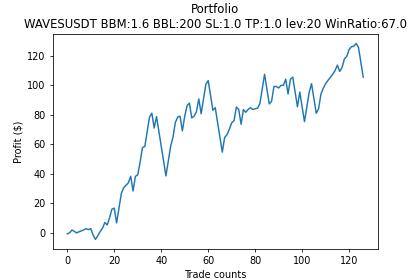 Portfolio
WAVESUSDT BBM:1.6 BBL:200 SL:1.0 TP:1.0 lev:20 WinRatio:67.0
120
100
80
60
40
20
0
Profit ($)
0 20 40 60 80 100 120
Trade counts